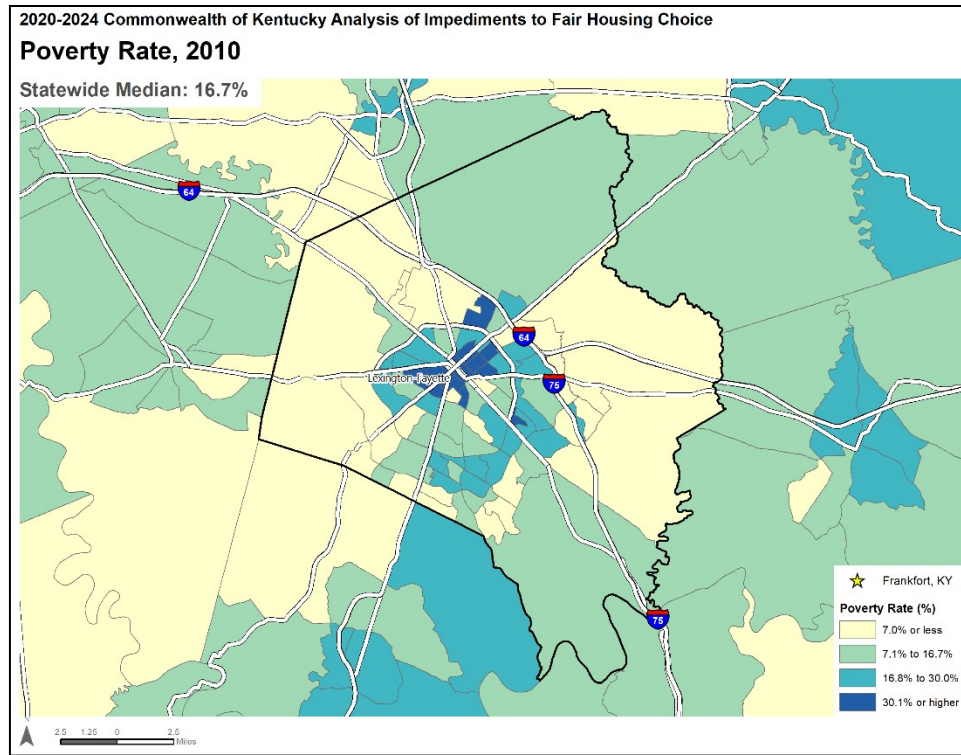 2020-2024 Commonwealth of Kentucky Analysis of Impediments to Fair Housing Choice
Poverty Rate, 2010
Statewide Median: 16.7%
64
64
Lexington-Fayette
75
75
Frankfort, KY
Poverty Rate (%)
7.0% or less
7.1% to 16.7%
16.8% to 30.0%
30.1% or higher
2.5 1.25 0 2.5
Miles